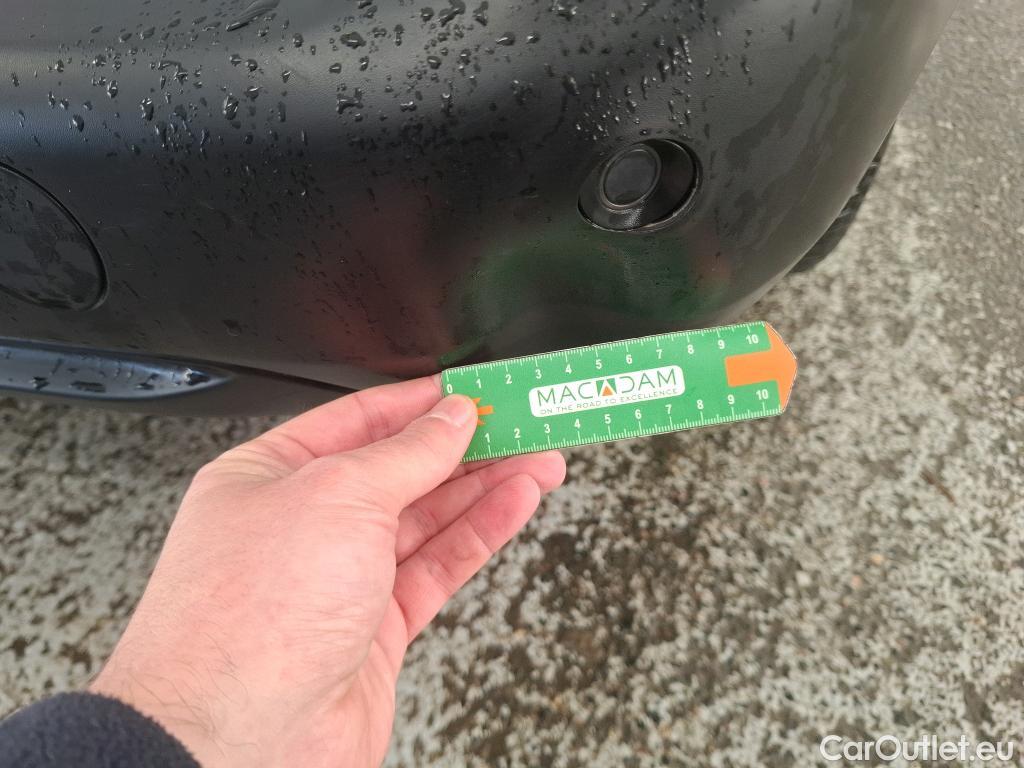 0 1 2 3 4 5 6 7 8 9 10
MACADAM
ON THE ROAD TO EXCELLENCE
1 2 3 4 5 6 7 8 9 10
CarOutlet.eu